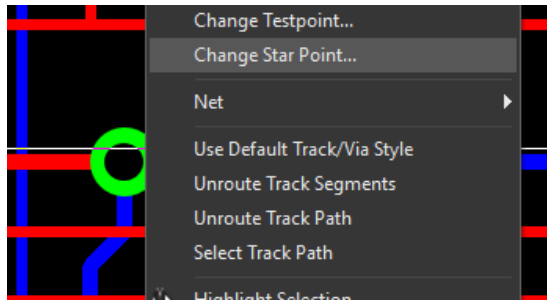 Change Testpoint...
Change Star Point...
Net
Use Default Track/Via Style
Unroute Track Segments
Unroute Track Path
Select Track Path
Highlight Selection